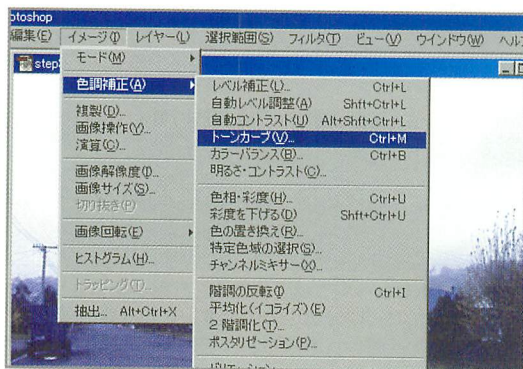 otoshop
編集(E) イメージ(I) レイヤー(L) 選択範囲(S) フィルタ(T) ビュー(V) ウインドウ(W) ヘル
step
モード(M)
色調補正(A)
複製(D)...
画像操作(Y)...
演算(C)...
画像解像度(I)...
画像サイズ(S)...
切り抜き(P)
画像回転(E)
ヒストグラム(H)...
トラッピング(T)...
抽出... Alt+Ctrl+X
レベル補正(L)... Ctrl+L
自動レベル調整(A) Shft+Ctrl+L
自動コントラスト(U) Alt+Shft+Ctrl+L
トーンカーブ(V)... Ctrl+M
カラーバランス(B)... Ctrl+B
明るさ・コントラスト(C)...
色相・彩度(H)... Ctrl+U
彩度を下げる(D) Shft+Ctrl+U
色の置き換え(R)...
特定色域の選択(S)...
チャンネルミキサー(X)...
階調の反転(I) Ctrl+I
平均化(イコライズ)(E)
2階調化(T)...
ポスタリゼーション(P)...